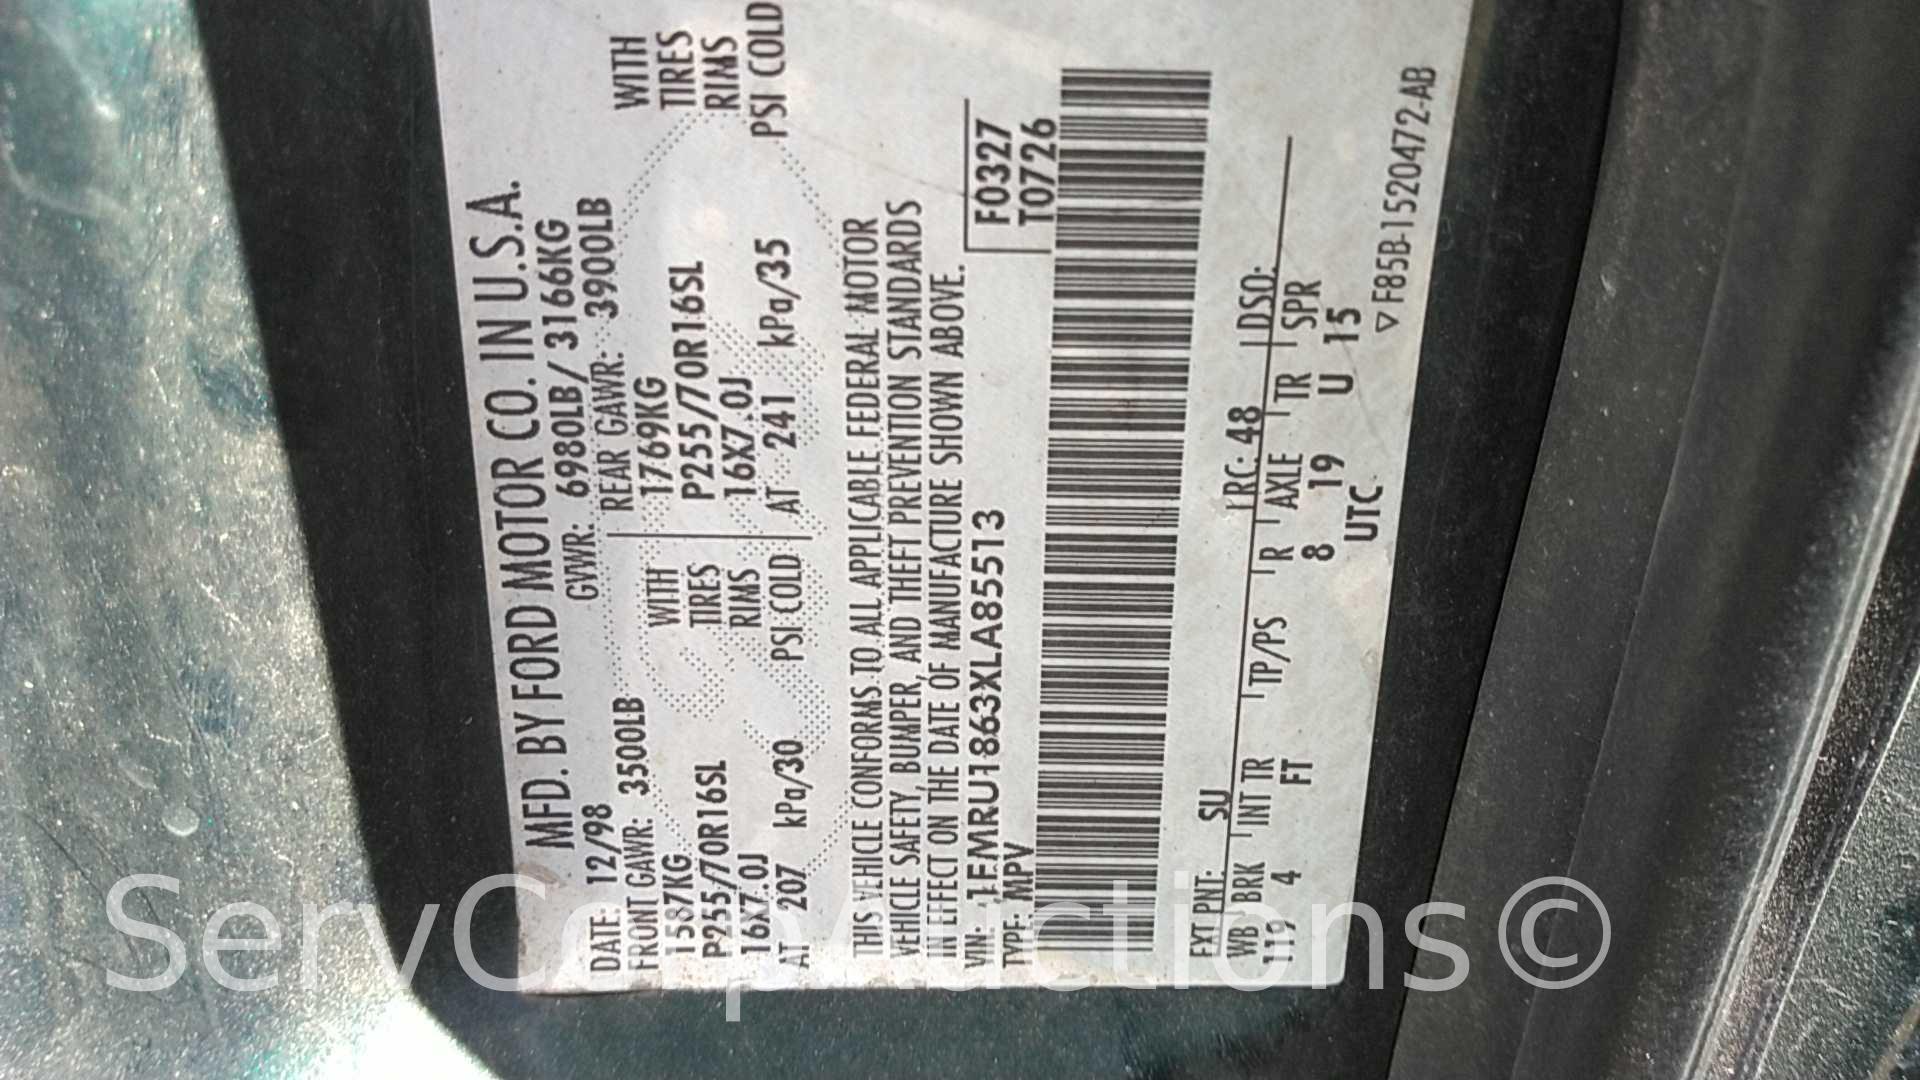 MFD. BY FORD MOTOR CO. IN U.S.A.
DATE: 12/98 GVWR: 6980LB/ 3166KG
FRONT GAWR: 3500LB REAR GAWR: 3900LB
1587KG WITH 1769KG WITH
P255/70R16SL TIRES P255/70R16SL TIRES
16X7.0J RIMS 16X7.0J RIMS
AT 207 kPa/30 PSI COLD AT 241 kPa/35 PSI COLD
THIS VEHICLE CONFORMS TO ALL APPLICABLE FEDERAL MOTOR
VEHICLE SAFETY, BUMPER, AND THEFT PREVENTION STANDARDS
IN EFFECT ON THE DATE OF MANUFACTURE SHOWN ABOVE.
VIN: 1FMRU1863XLA85513 F0327
TYPE: MPV T0726
EXT PNT: SU RC: 48 DSO:
WB BRK INT TR TP/PS R AXLE TR SPR
119 4 FT 8 19 U 15
UTC
▽ F85B-1520472-AB
ServCorpAuctions©